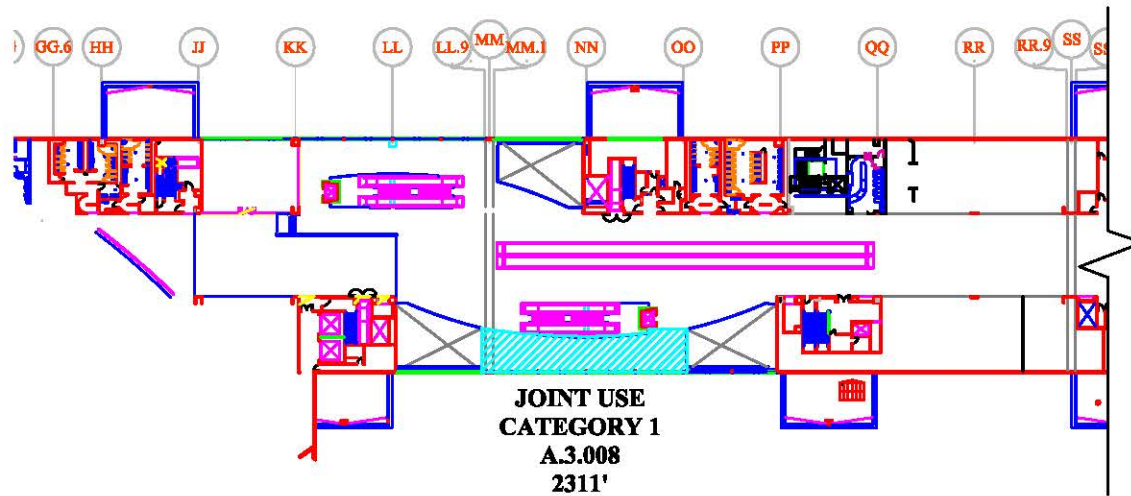 GG.6 HH JJ KK LL LL.9 MM MM.1 NN OO PP QQ RR RR.9 SS
JOINT USE
CATEGORY 1
A.3.008
2311'